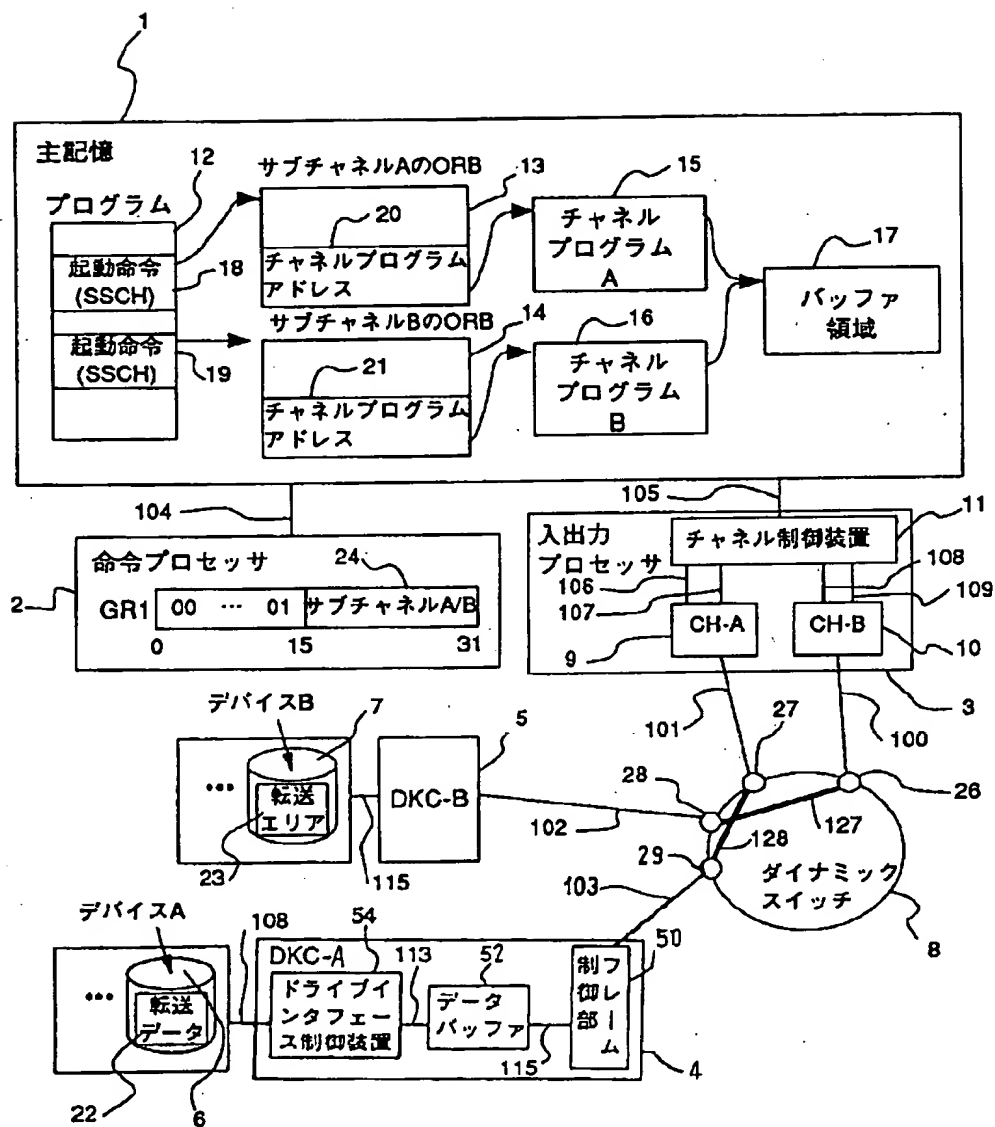 1
主記憶
12
サブチャネルAのORB
13
15
プログラム
20
チャネル
プログラム
A
17
起動命令
(SSCH)
18
チャネルプログラム
アドレス
バッファ
領域
サブチャネルBのORB
14
16
起動命令
(SSCH)
19
21
チャネル
プログラム
B
チャネルプログラム
アドレス
104
105
命令プロセッサ
24
2
GR1
00 … 01
サブチャネルA/B
0
15
31
入出力
プロセッサ
チャネル制御装置
11
106
107
108
109
CH-A
CH-B
9
10
3
デバイスB
7
5
101
27
100
…
転送
エリア
DKC-B
28
26
102
127
128
23
115
29
103
ダイナミック
スイッチ
8
デバイスA
108
54
DKC-A
113
52
50
…
転送
データ
ドライブイ
ンタフェー
ス制御装置
データ
バッファ
フレーム
制御部
115
4
22
6